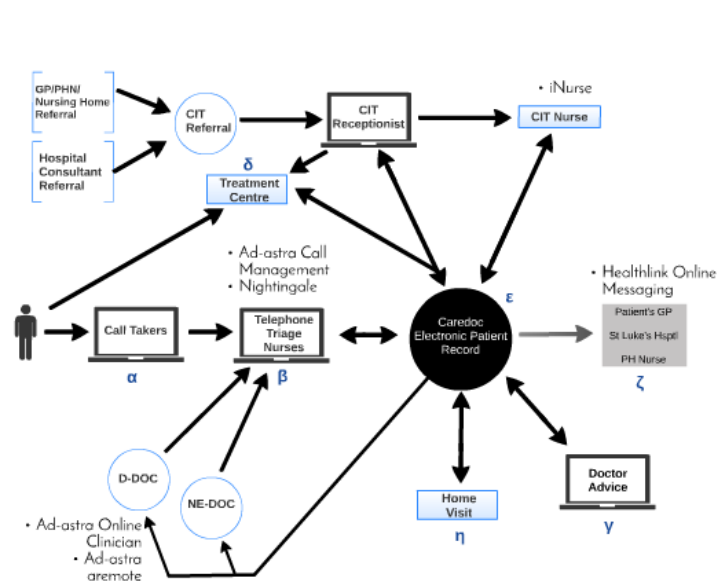 GP/PHN/
Nursing Home
Referral
CIT
Referral
CIT
Receptionist
• iNurse
CIT Nurse
Hospital
Consultant
Referral
δ
Treatment
Centre
• Ad-astra Call
Management
• Nightingale
• Healthlink Online
Messaging
Call Takers
α
Telephone
Triage
Nurses
β
ε
Caredoc
Electronic Patient
Record
Patient's GP
St Luke's Hsptl
PH Nurse
ζ
D-DOC
NE-DOC
• Ad-astra Online
Clinician
• Ad-astra
aremote
Home
Visit
η
Doctor
Advice
γ